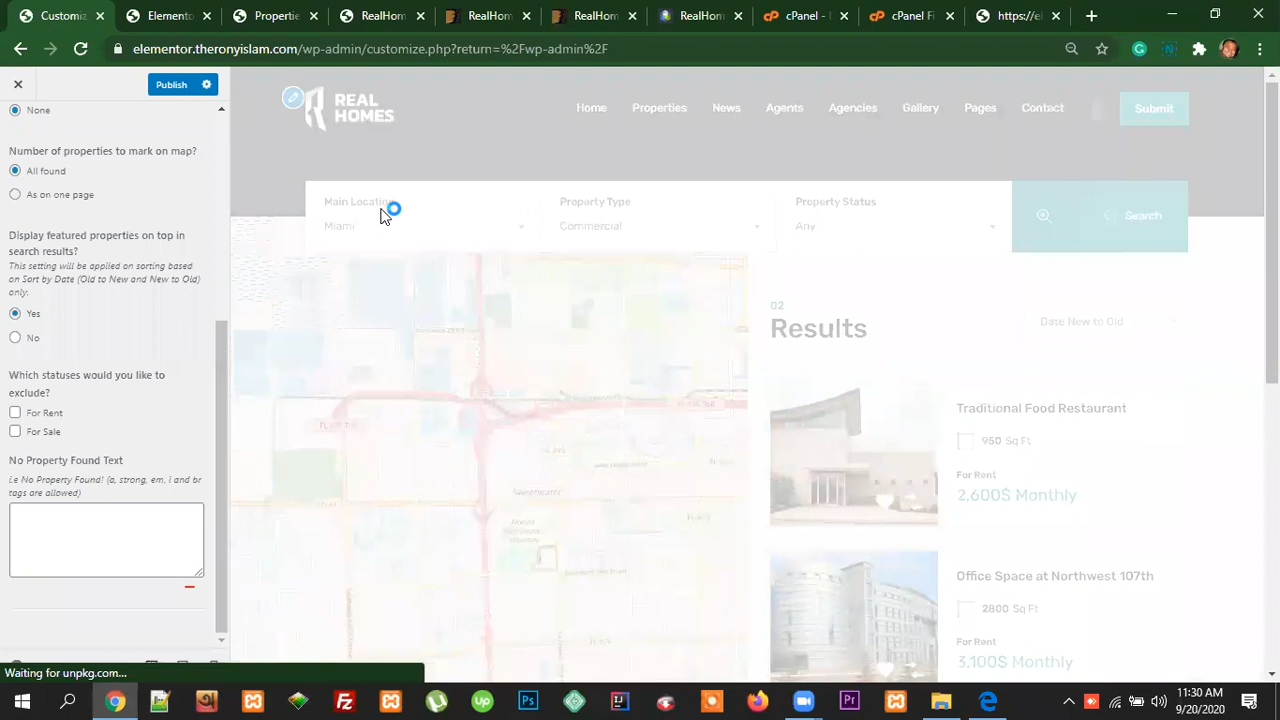 RealHo
RealHo
RealHom
RealHom
RealHom
RealHom
cPanel -
cPanel Fi
https://e
elementor.theronyislam.com/wp-admin/customize.php?return=%2Fwp-admin%2F
Publish
None
Number of properties to mark on map?
All found
As on one page
Display featured properties on top in
search results?
This setting will be applied on sorting based
on Sort by Date (Old to New and New to Old)
only.
Yes
No
Which statuses would you like to
exclude?
For Rent
For Sale
No Property Found Text
i.e No Property Found! (a, strong, em, i and br
tags are allowed)
REAL
HOMES
Home
Properties
News
Agents
Agencies
Gallery
Pages
Contact
Submit
Main Location
Miami
Property Type
Commercial
Property Status
Any
Search
02
Results
Date New to Old
Traditional Food Restaurant
950 Sq Ft
For Rent
2,600$ Monthly
Office Space at Northwest 107th
2800 Sq Ft
For Rent
3,100$ Monthly
Sweetwater
Waiting for unpkg.com...
11:30 AM
9/20/2020